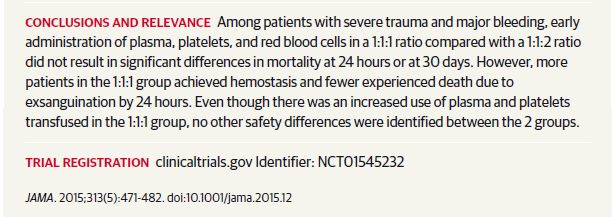 CONCLUSIONS AND RELEVANCE Among patients with severe trauma and major bleeding, early
administration of plasma, platelets, and red blood cells in a 1:1:1 ratio compared with a 1:1:2 ratio
did not result in significant differences in mortality at 24 hours or at 30 days. However, more
patients in the 1:1:1 group achieved hemostasis and fewer experienced death due to
exsanguination by 24 hours. Even though there was an increased use of plasma and platelets
transfused in the 1:1:1 group, no other safety differences were identified between the 2 groups.
TRIAL REGISTRATION clinicaltrials.gov Identifier: NCT01545232
JAMA. 2015;313(5):471-482. doi:10.1001/jama.2015.12